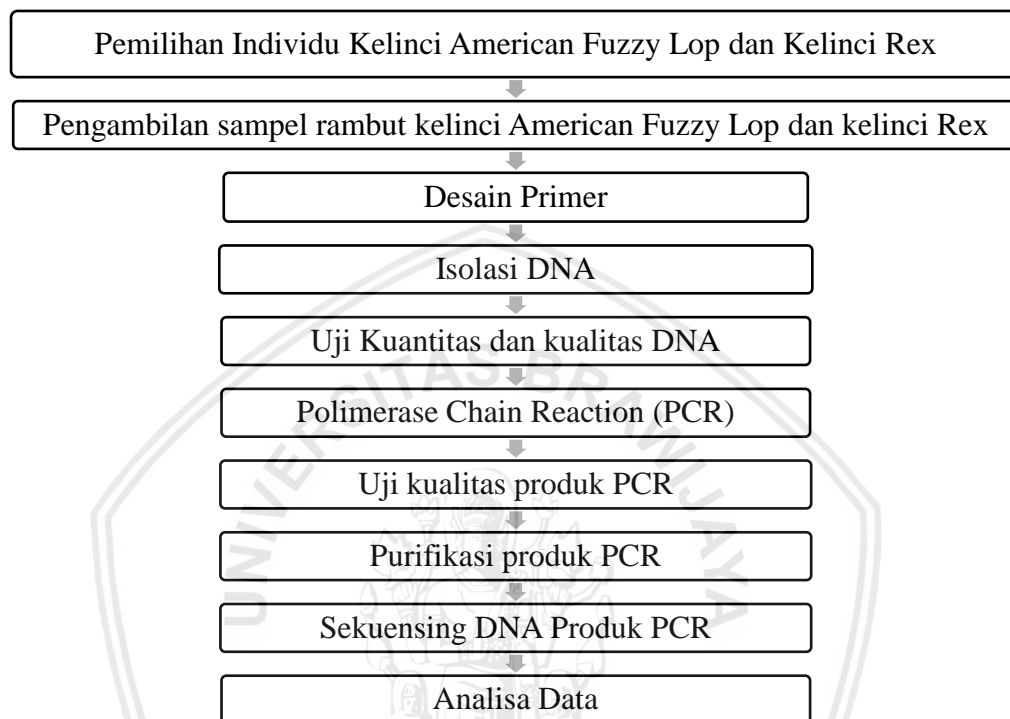 Pemilihan Individu Kelinci American Fuzzy Lop dan Kelinci Rex
Pengambilan sampel rambut kelinci American Fuzzy Lop dan kelinci Rex
Desain Primer
Isolasi DNA
Uji Kuantitas dan kualitas DNA
Polimerase Chain Reaction (PCR)
Uji kualitas produk PCR
Purifikasi produk PCR
Sekuensing DNA Produk PCR
Analisa Data
UNIVERSITAS BRAWIJAYA